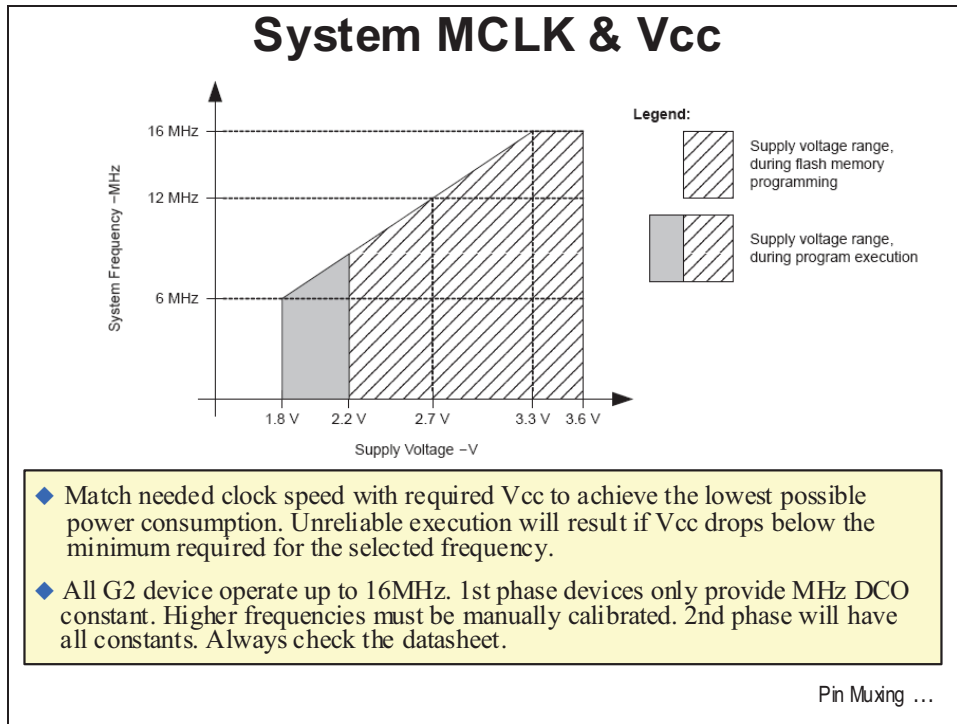 System MCLK & Vcc
System Frequency –MHz
16 MHz
12 MHz
6 MHz
1.8 V
2.2 V
2.7 V
3.3 V
3.6 V
Supply Voltage –V
Legend:
Supply voltage range,
during flash memory
programming
Supply voltage range,
during program execution
Match needed clock speed with required Vcc to achieve the lowest possible
power consumption. Unreliable execution will result if Vcc drops below the
minimum required for the selected frequency.
All G2 device operate up to 16MHz. 1st phase devices only provide MHz DCO
constant. Higher frequencies must be manually calibrated. 2nd phase will have
all constants. Always check the datasheet.
Pin Muxing …